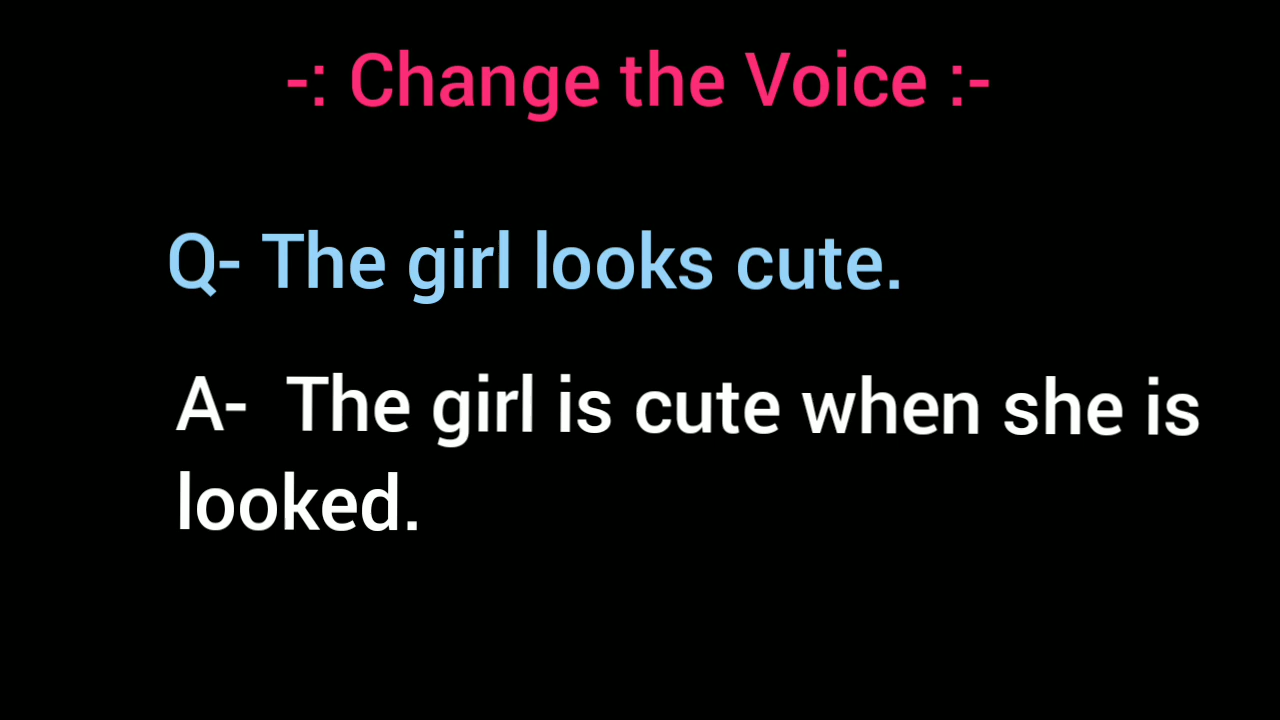 -: Change the Voice :-
Q- The girl looks cute.
A- The girl is cute when she is
looked.